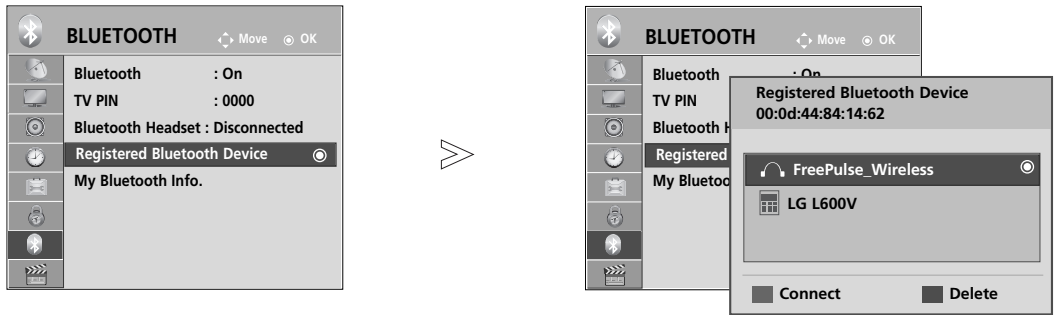 BLUETOOTH Move OK
Bluetooth : On
TV PIN : 0000
Bluetooth Headset : Disconnected
Registered Bluetooth Device
My Bluetooth Info.
BLUETOOTH Move OK
Bluetooth : On
TV PIN
Bluetooth H
Registered
My Bluetoo
Registered Bluetooth Device
00:0d:44:84:14:62
FreePulse_Wireless
LG L600V
Connect Delete